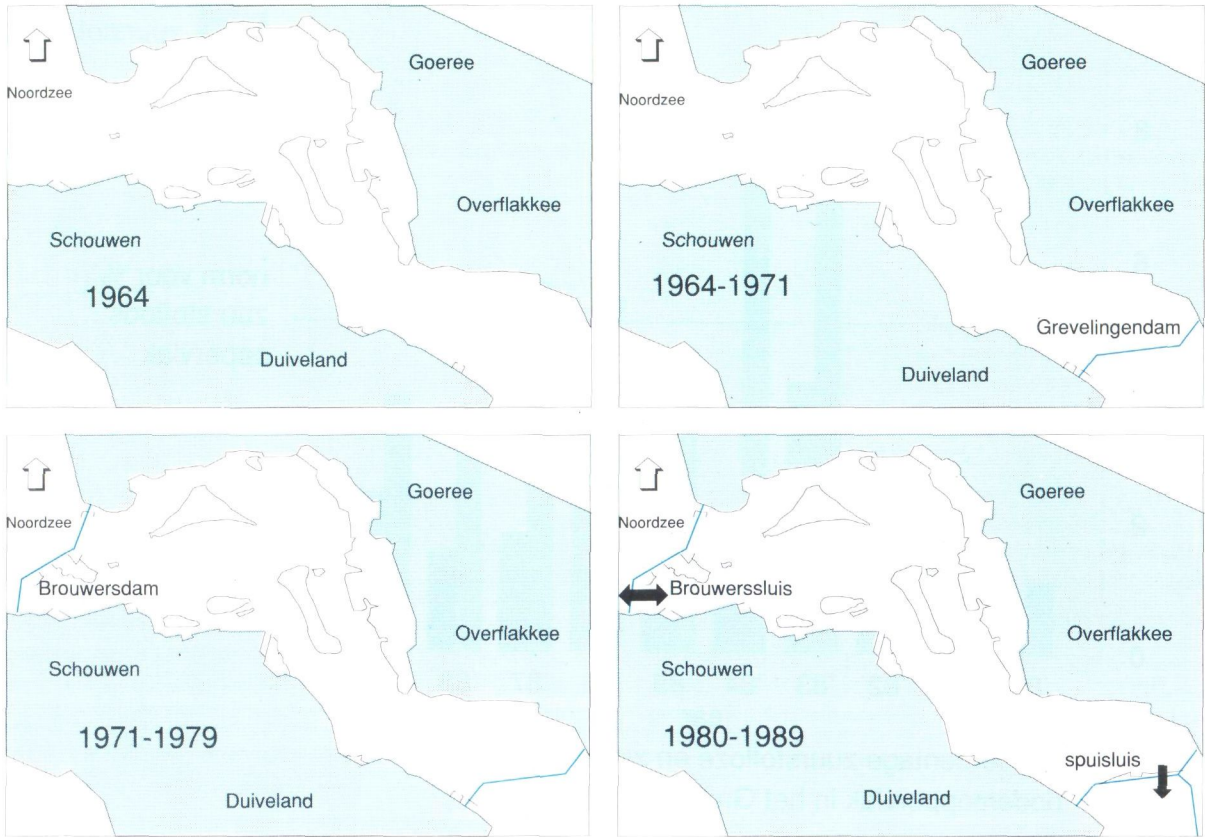 Goeree
Noordzee
Overflakkee
Schouwen
1964
Duiveland
Goeree
Noordzee
Overflakkee
Schouwen
1964-1971
Grevelingendam
Duiveland
Goeree
Noordzee
Brouwersdam
Overflakkee
Schouwen
1971-1979
Duiveland
Goeree
Noordzee
Brouwerssluis
Overflakkee
Schouwen
1980-1989
spuisluis
Duiveland